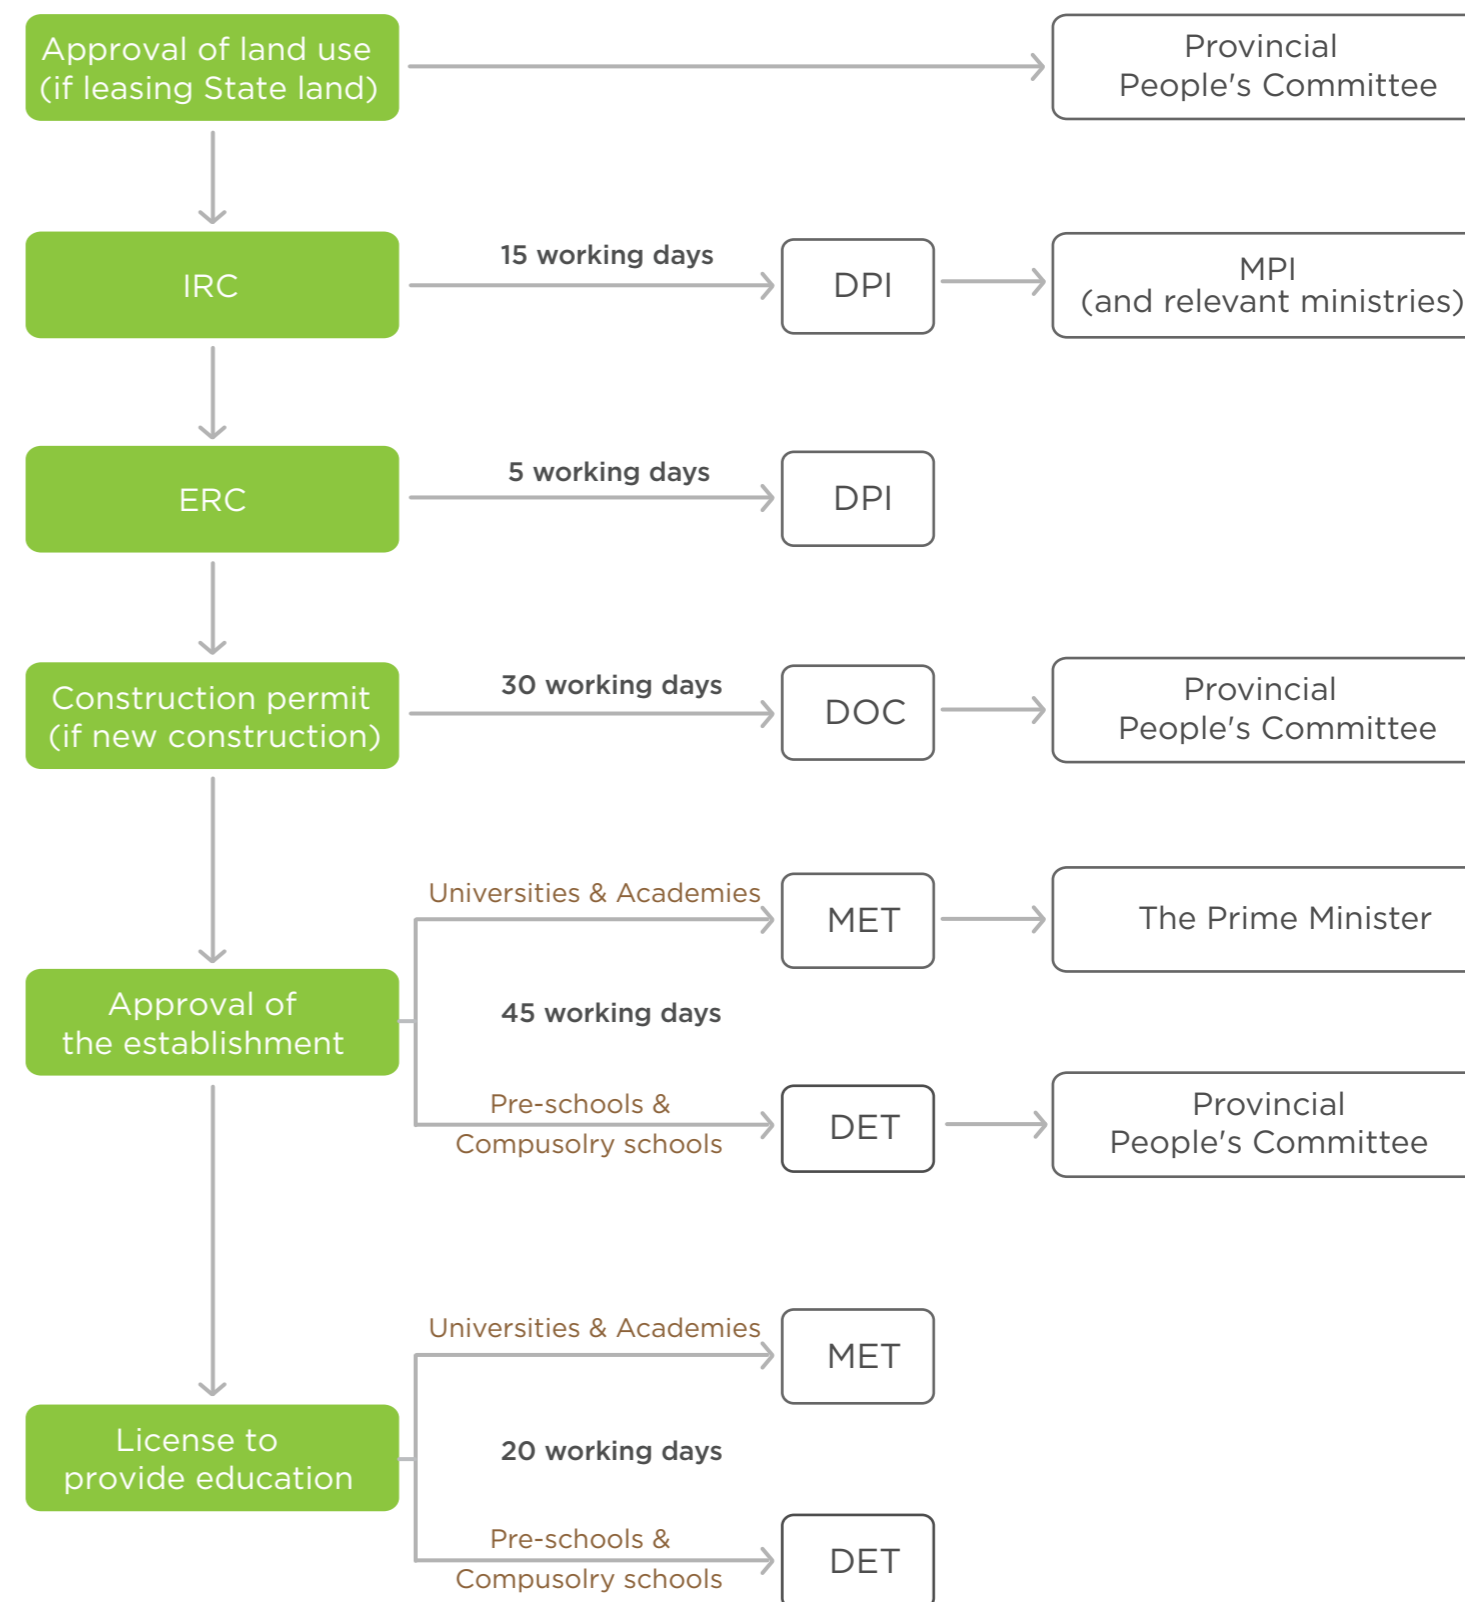 Approval of land use
(if leasing State land)
Provincial
People's Committee
IRC
15 working days
DPI
MPI
(and relevant ministries)
ERC
5 working days
DPI
Construction permit
(if new construction)
30 working days
DOC
Provincial
People's Committee
Universities & Academies
MET
The Prime Minister
Approval of
the establishment
45 working days
Pre-schools &
Compusolry schools
DET
Provincial
People's Committee
Universities & Academies
MET
License to
provide education
20 working days
Pre-schools &
Compusolry schools
DET